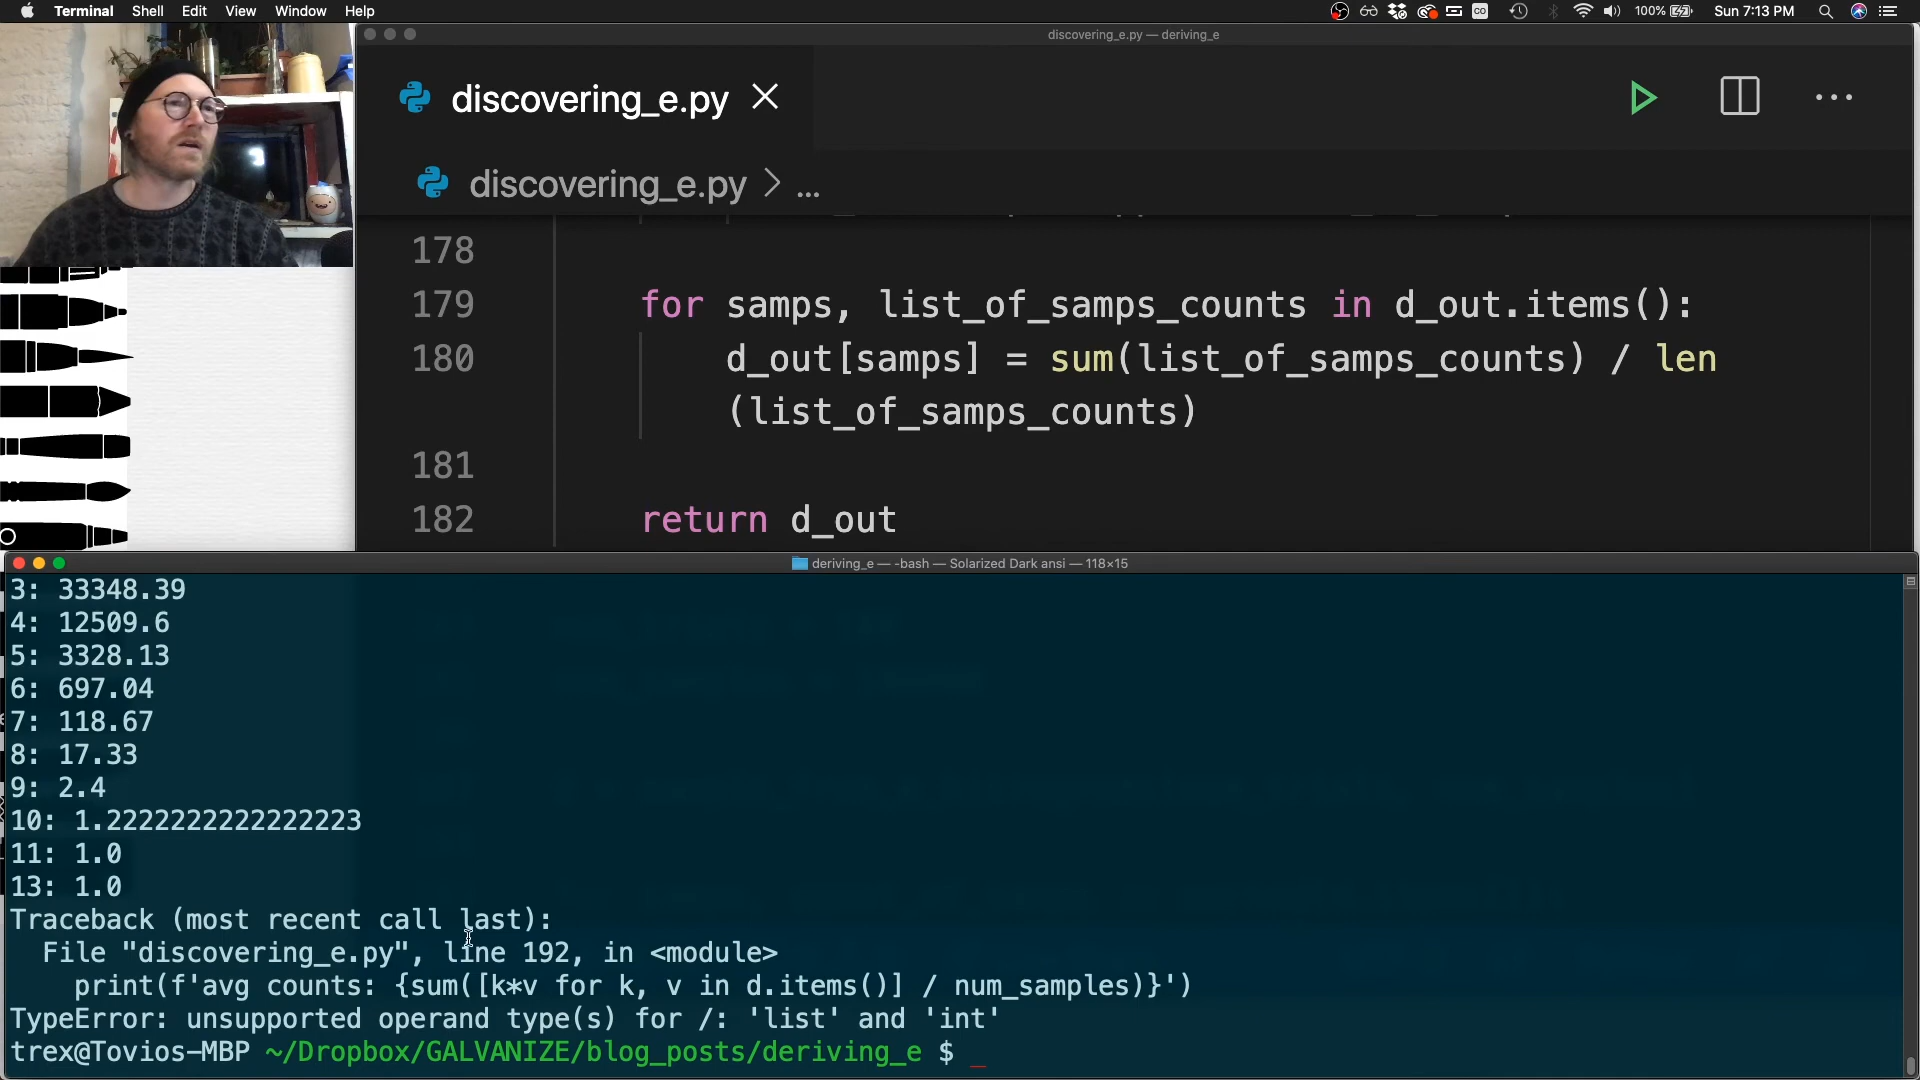 Terminal Shell Edit View Window Help 100% Sun 7:13 PM
discovering_e.py — deriving_e
discovering_e.py
discovering_e.py > ...
178
179 for samps, list_of_samps_counts in d_out.items():
180 d_out[samps] = sum(list_of_samps_counts) / len
(list_of_samps_counts)
181
182 return d_out
deriving_e — -bash — Solarized Dark ansi — 118×15
3: 33348.39
4: 12509.6
5: 3328.13
6: 697.04
7: 118.67
8: 17.33
9: 2.4
10: 1.2222222222222223
11: 1.0
13: 1.0
Traceback (most recent call last):
File "discovering_e.py", line 192, in <module>
print(f'avg counts: {sum([k*v for k, v in d.items()] / num_samples)}')
TypeError: unsupported operand type(s) for /: 'list' and 'int'
trex@Tovios-MBP ~/Dropbox/GALVANIZE/blog_posts/deriving_e $ _